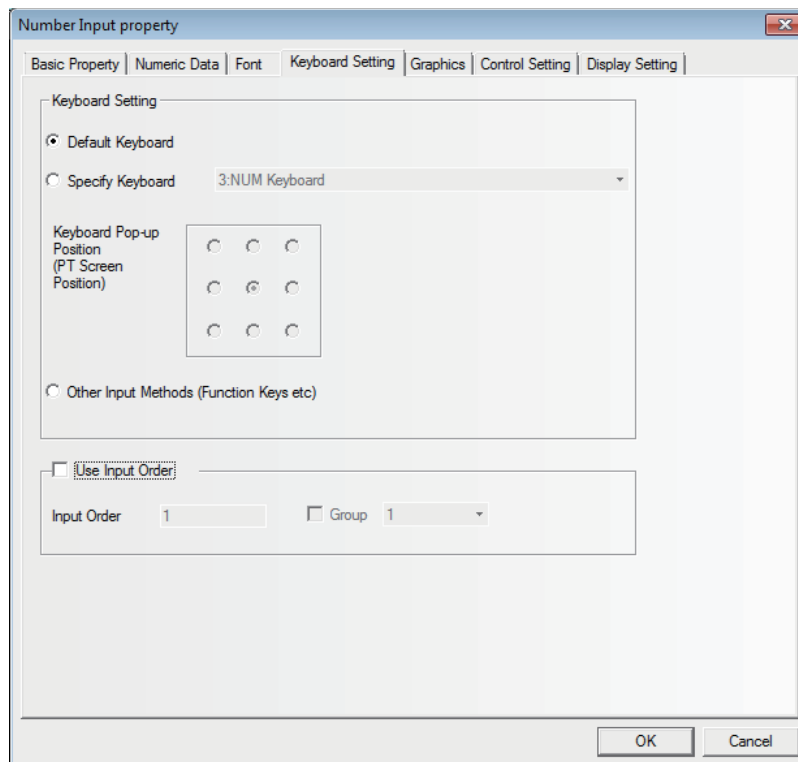 Number Input property
Basic Property Numeric Data Font Keyboard Setting Graphics Control Setting Display Setting
Keyboard Setting
Default Keyboard
Specify Keyboard 3:NUM Keyboard
Keyboard Pop-up
Position
(PT Screen
Position)
Other Input Methods (Function Keys etc)
Use Input Order
Input Order 1 Group 1
OK Cancel